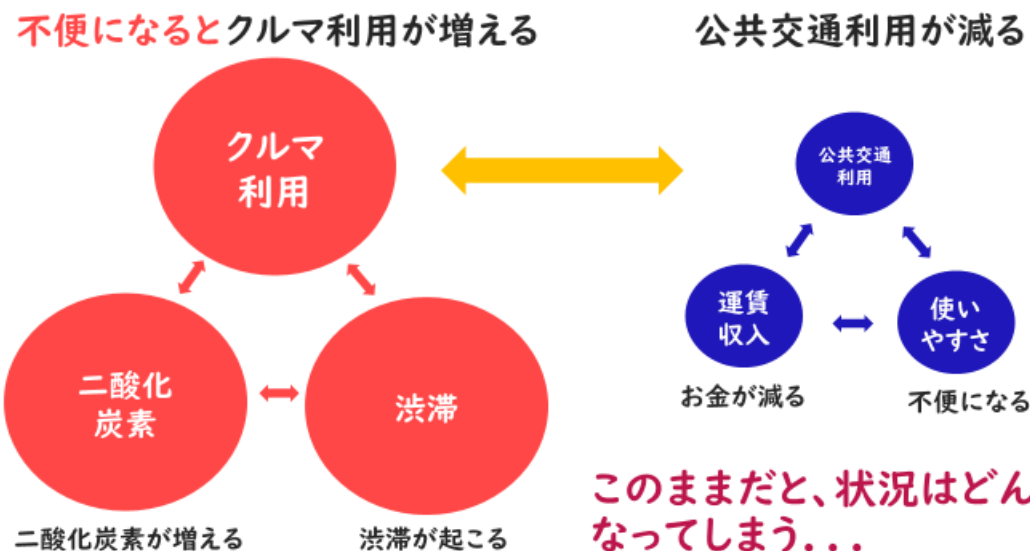 不便になるとクルマ利用が増える
公共交通利用が減る
クルマ
利用
公共交通
利用
二酸化
炭素
渋滞
運賃
収入
使い
やすさ
お金が減る
不便になる
二酸化炭素が増える
渋滞が起こる
このままだと、状況はどん
なってしまう...